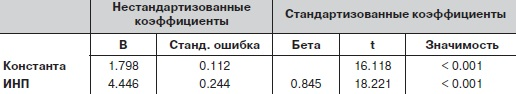 Нестандартизованные коэффициенты
Стандартизованные коэффициенты
B Станд. ошибка Бета t Значимость
Константа 1.798 0.112 16.118 < 0.001
ИНП 4.446 0.244 0.845 18.221 < 0.001